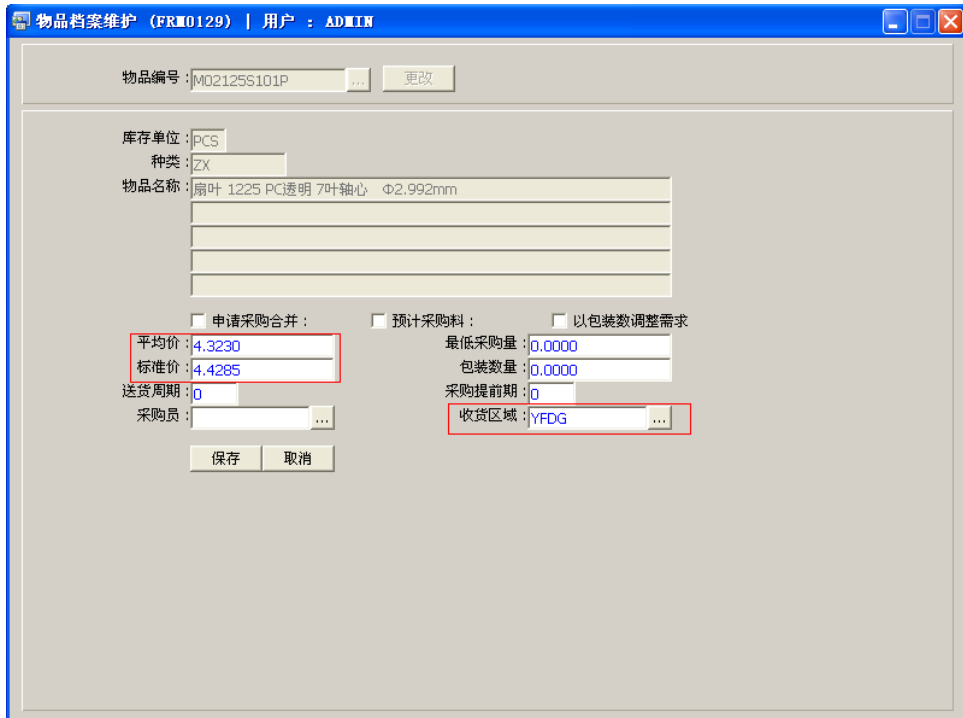 物品档案维护 (FRM0129) | 用户 : ADMIN
物品编号: M02125S101P ... 更改
库存单位: PCS
种类: ZX
物品名称: 扇叶 1225 PC透明 7叶轴心 Φ2.992mm
申请采购合并: 预计采购料: 以包装数调整需求
平均价: 4.3230 最低采购量: 0.0000
标准价: 4.4285 包装数量: 0.0000
送货周期: 0 采购提前期: 0
采购员: ... 收货区域: YFDG ...
保存 取消